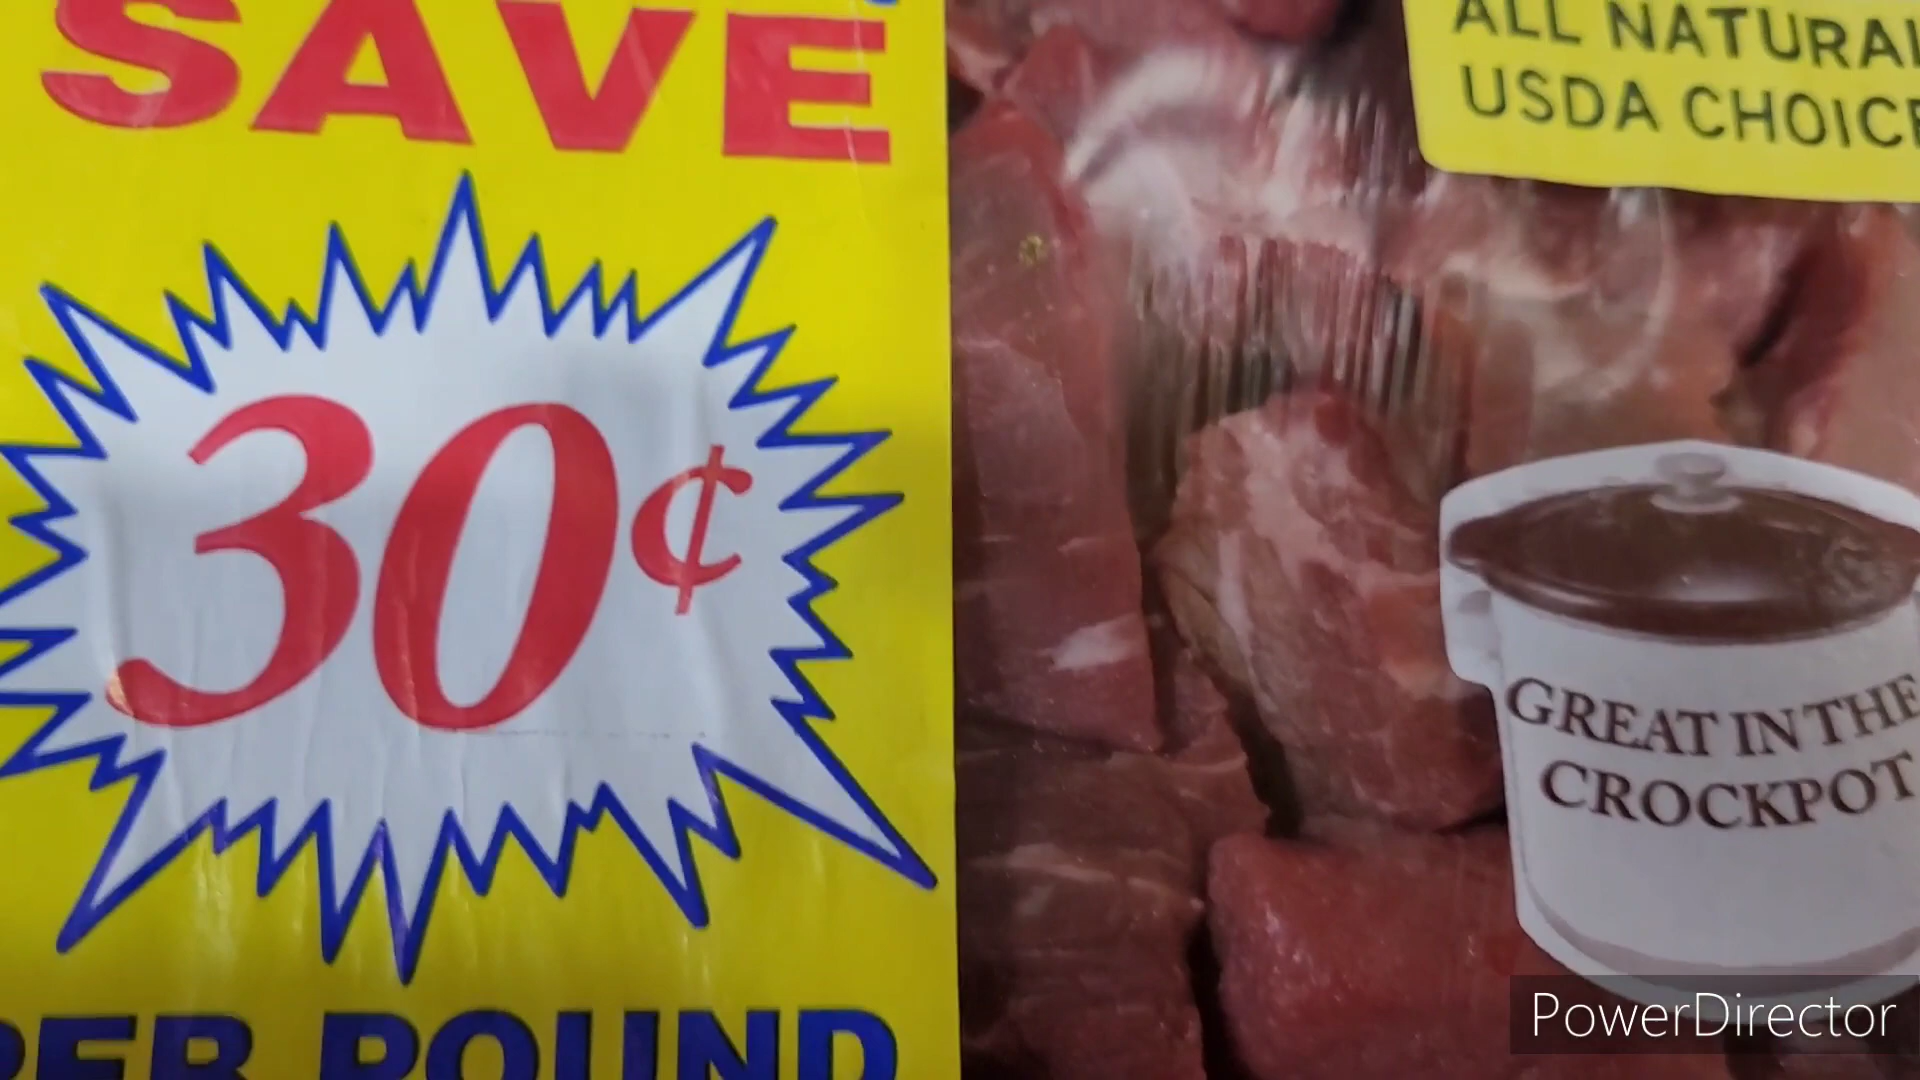 SAVE
30¢
PER POUND
ALL NATURAL
USDA CHOICE
GREAT IN THE
CROCKPOT
PowerDirector